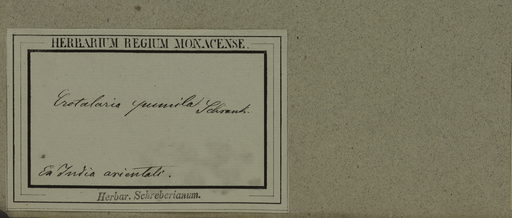 HERBARIUM REGIUM MONACENSE.
Crotalaria pumila Schrank.
Ex India orientali.
Herbar. Schreberianum.